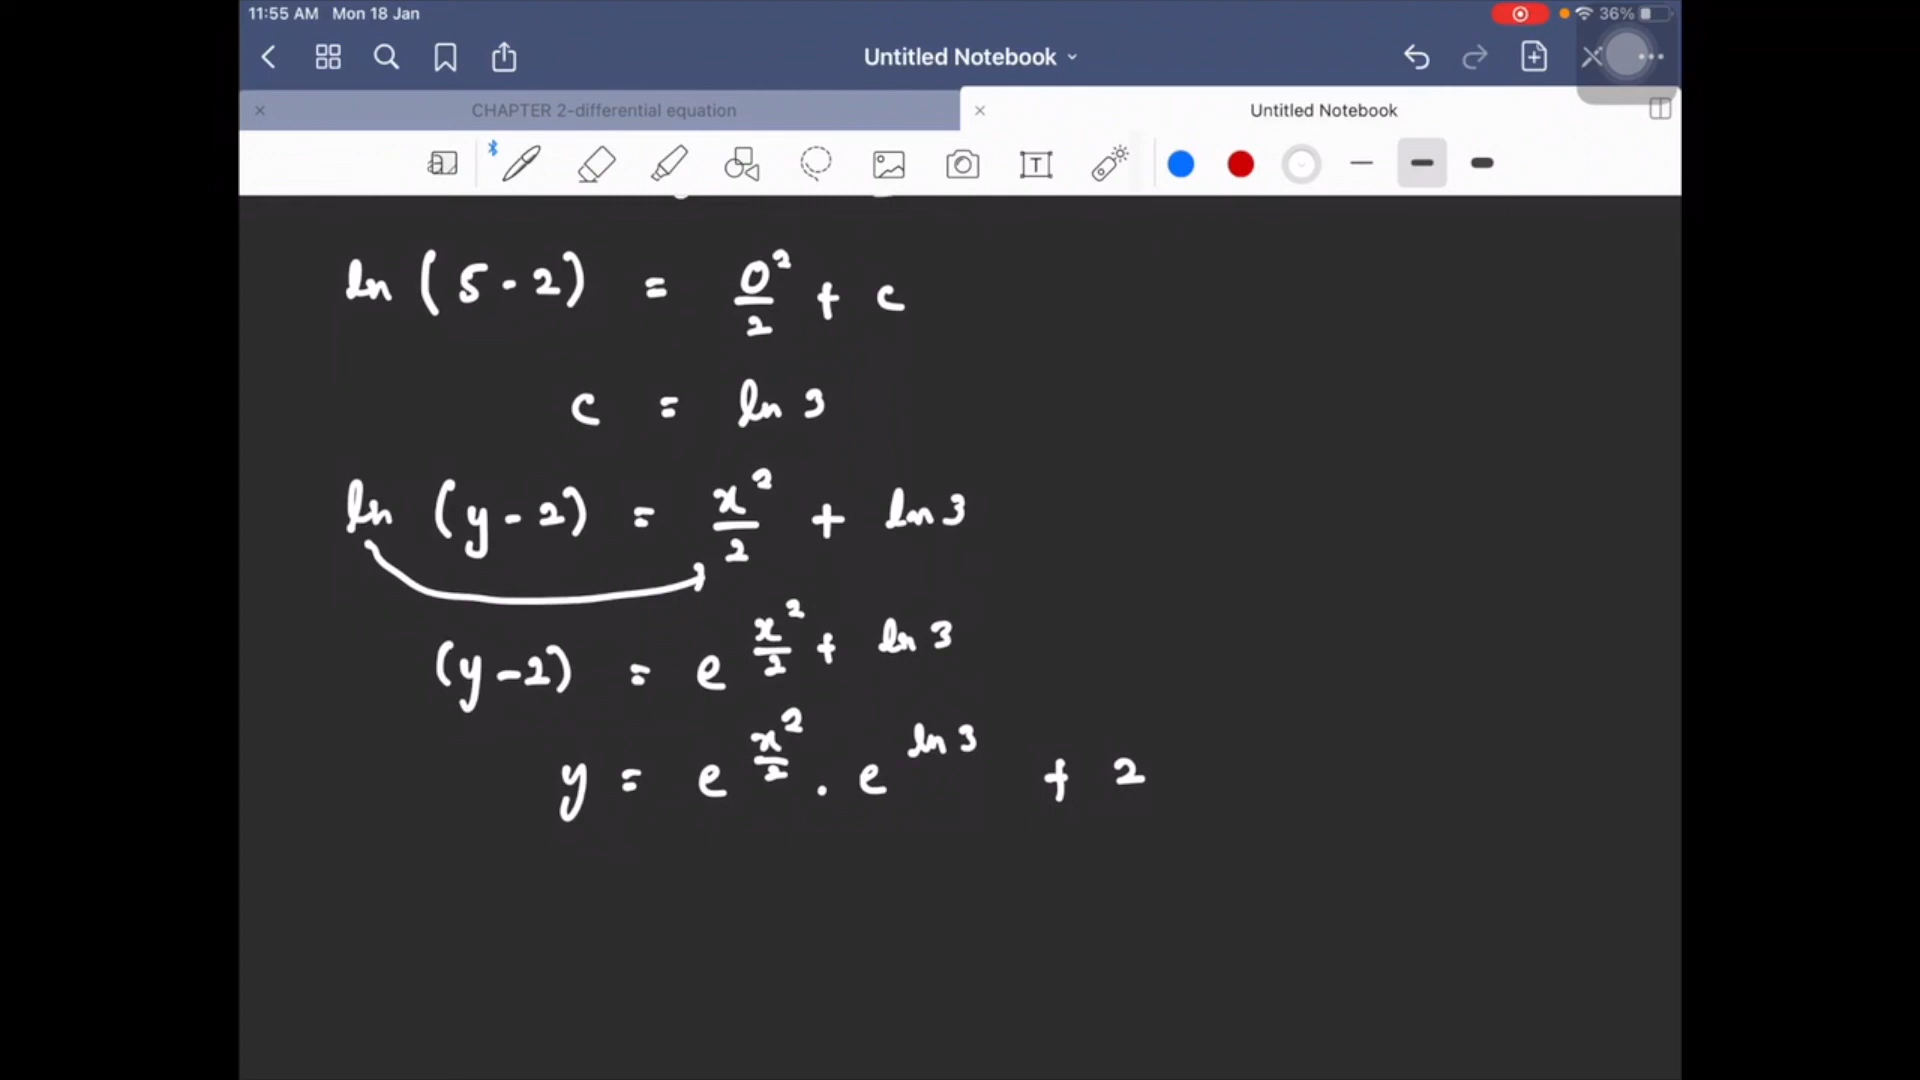 11:55 AM Mon 18 Jan 36%
Untitled Notebook
CHAPTER 2-differential equation Untitled Notebook
ln (5-2) = 0²/2 + c
c = ln 3
ln (y-2) = x²/2 + ln 3
(y-2) = e^(x²/2 + ln 3)
y = e^(x²/2) . e^(ln 3) + 2